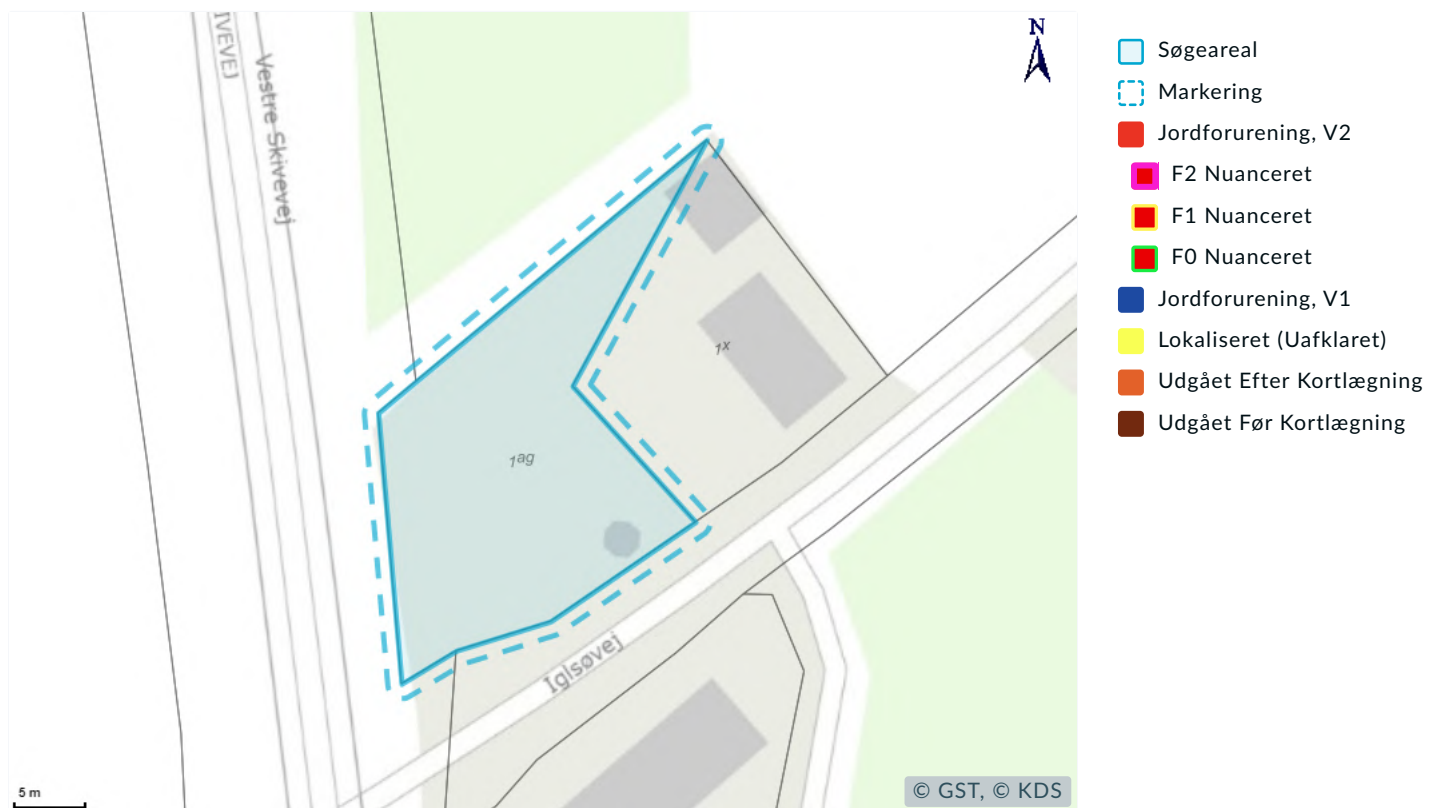 IVEVEJ
Vestre Skivevej
N
1x
1ag
Iglsøvej
5 m
© GST, © KDS
Søgeareal
Markering
Jordforurening, V2
F2 Nuanceret
F1 Nuanceret
F0 Nuanceret
Jordforurening, V1
Lokaliseret (Uafklaret)
Udgået Efter Kortlægning
Udgået Før Kortlægning